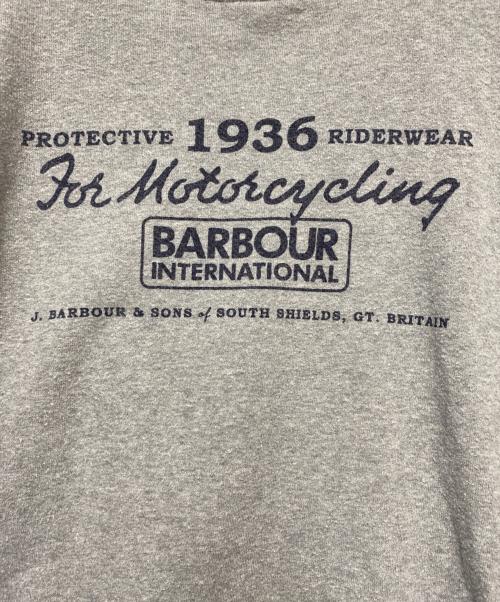 PROTECTIVE 1936 RIDERWEAR
For Motorcycling
BARBOUR
INTERNATIONAL
J. BARBOUR & SONS of SOUTH SHIELDS, GT. BRITAIN